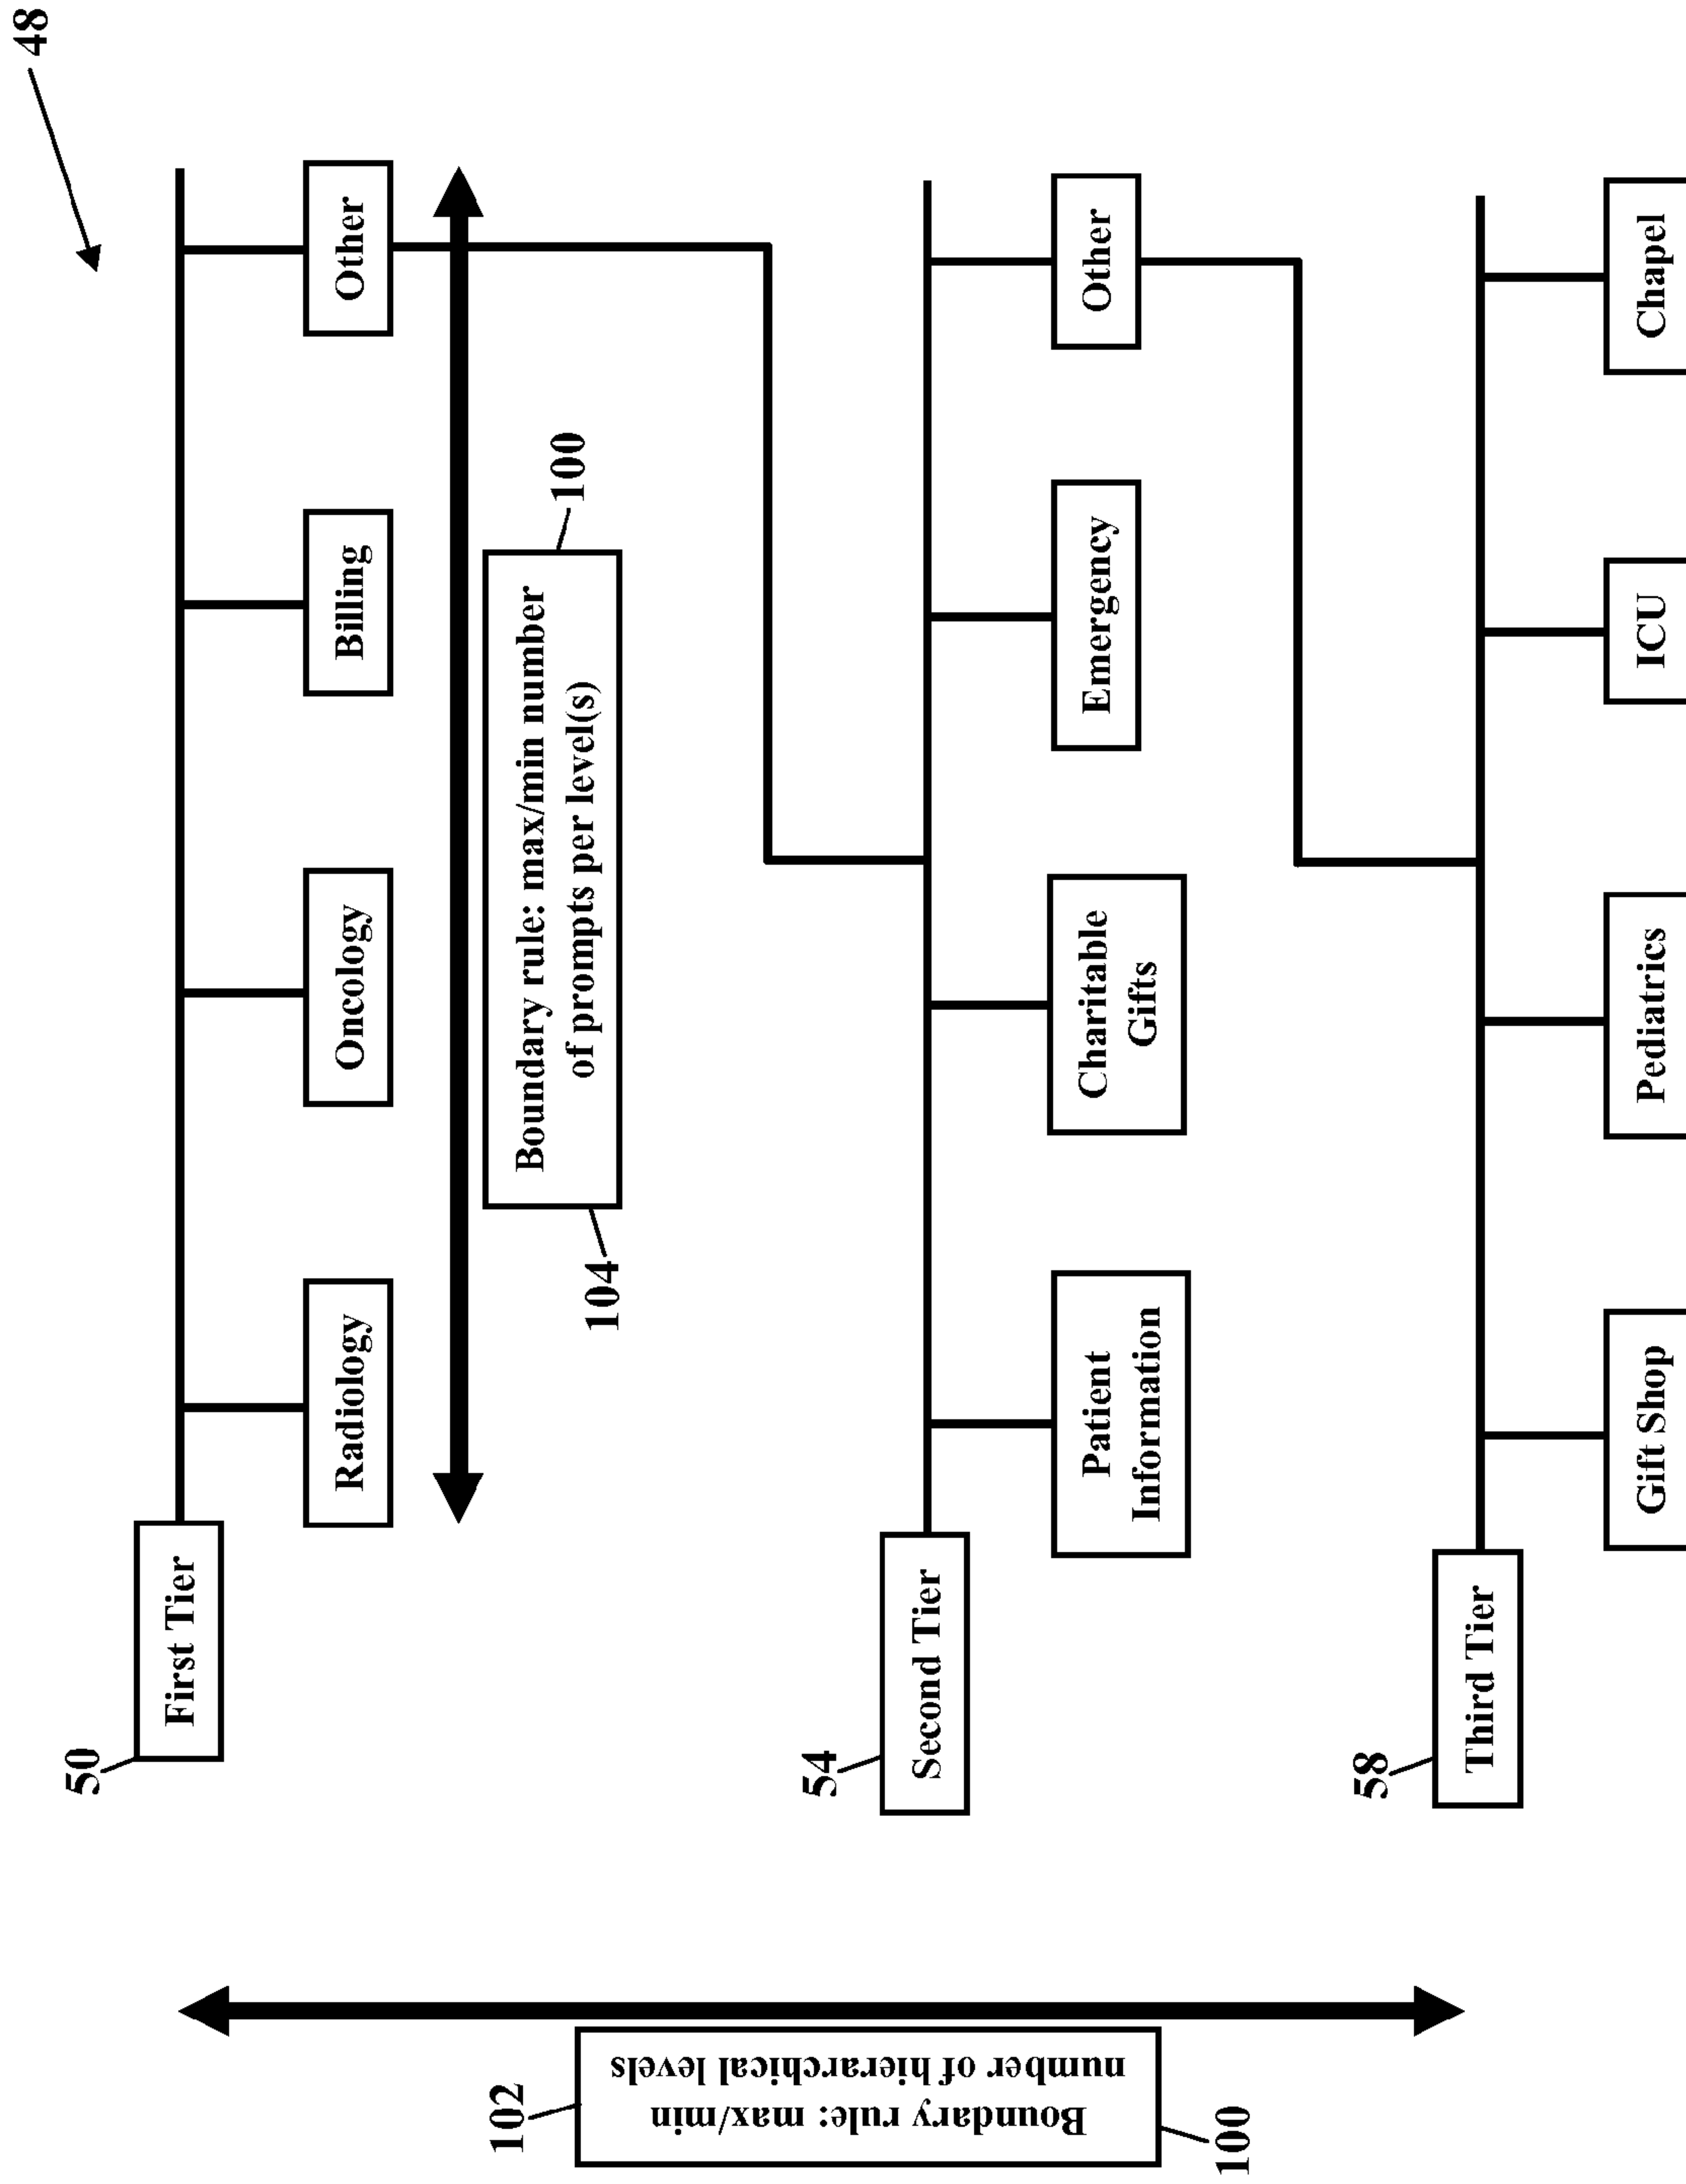 48
50
First Tier
Radiology
Oncology
Billing
Other
Boundary rule: max/min number
of prompts per level(s)
100
104
54
Second Tier
Patient
Information
Charitable
Gifts
Emergency
Other
58
Third Tier
Gift Shop
Pediatrics
ICU
Chapel
102
Boundary rule: max/min
number of hierarchical levels
100